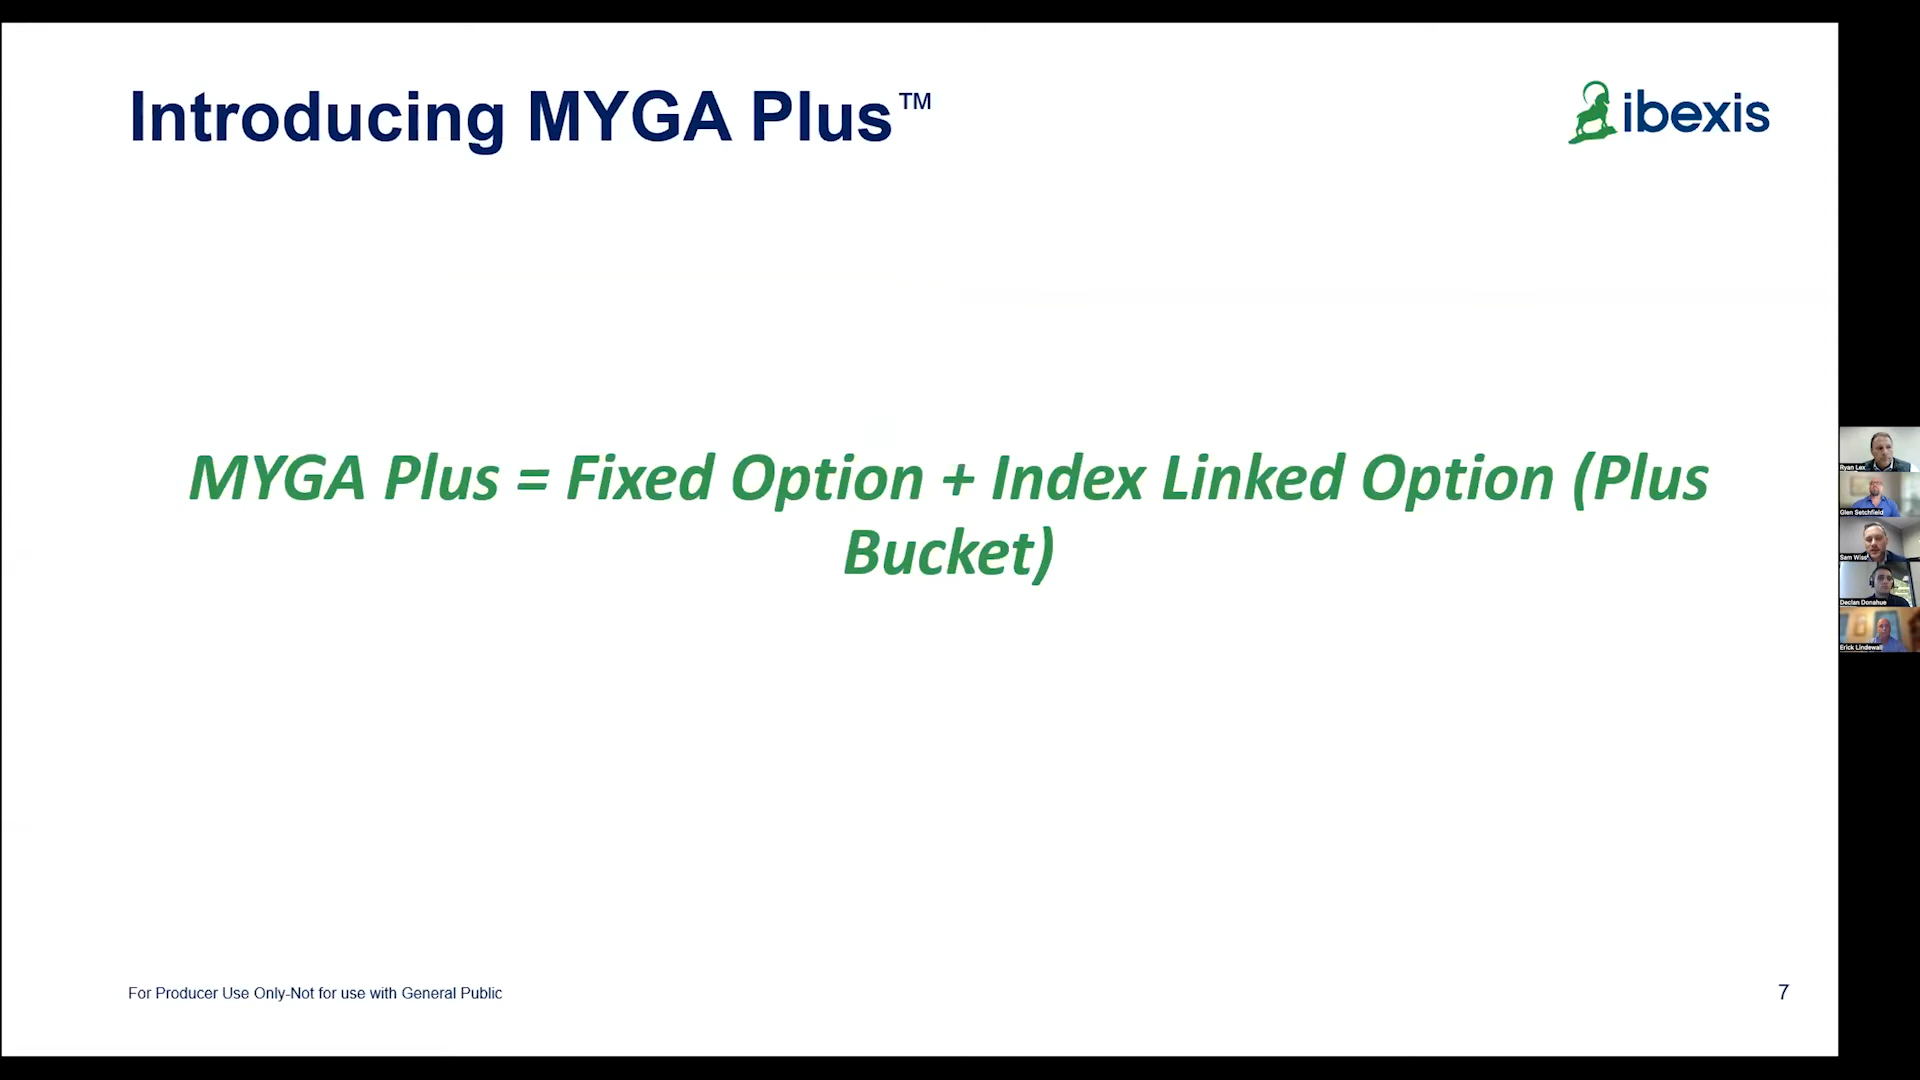 Introducing MYGA Plus™
ibexis
MYGA Plus = Fixed Option + Index Linked Option (Plus
Bucket)
Ryan Lex
Glen Setchfield
Sam Wiss
Declan Donahue
Erick Lindewall
For Producer Use Only-Not for use with General Public
7